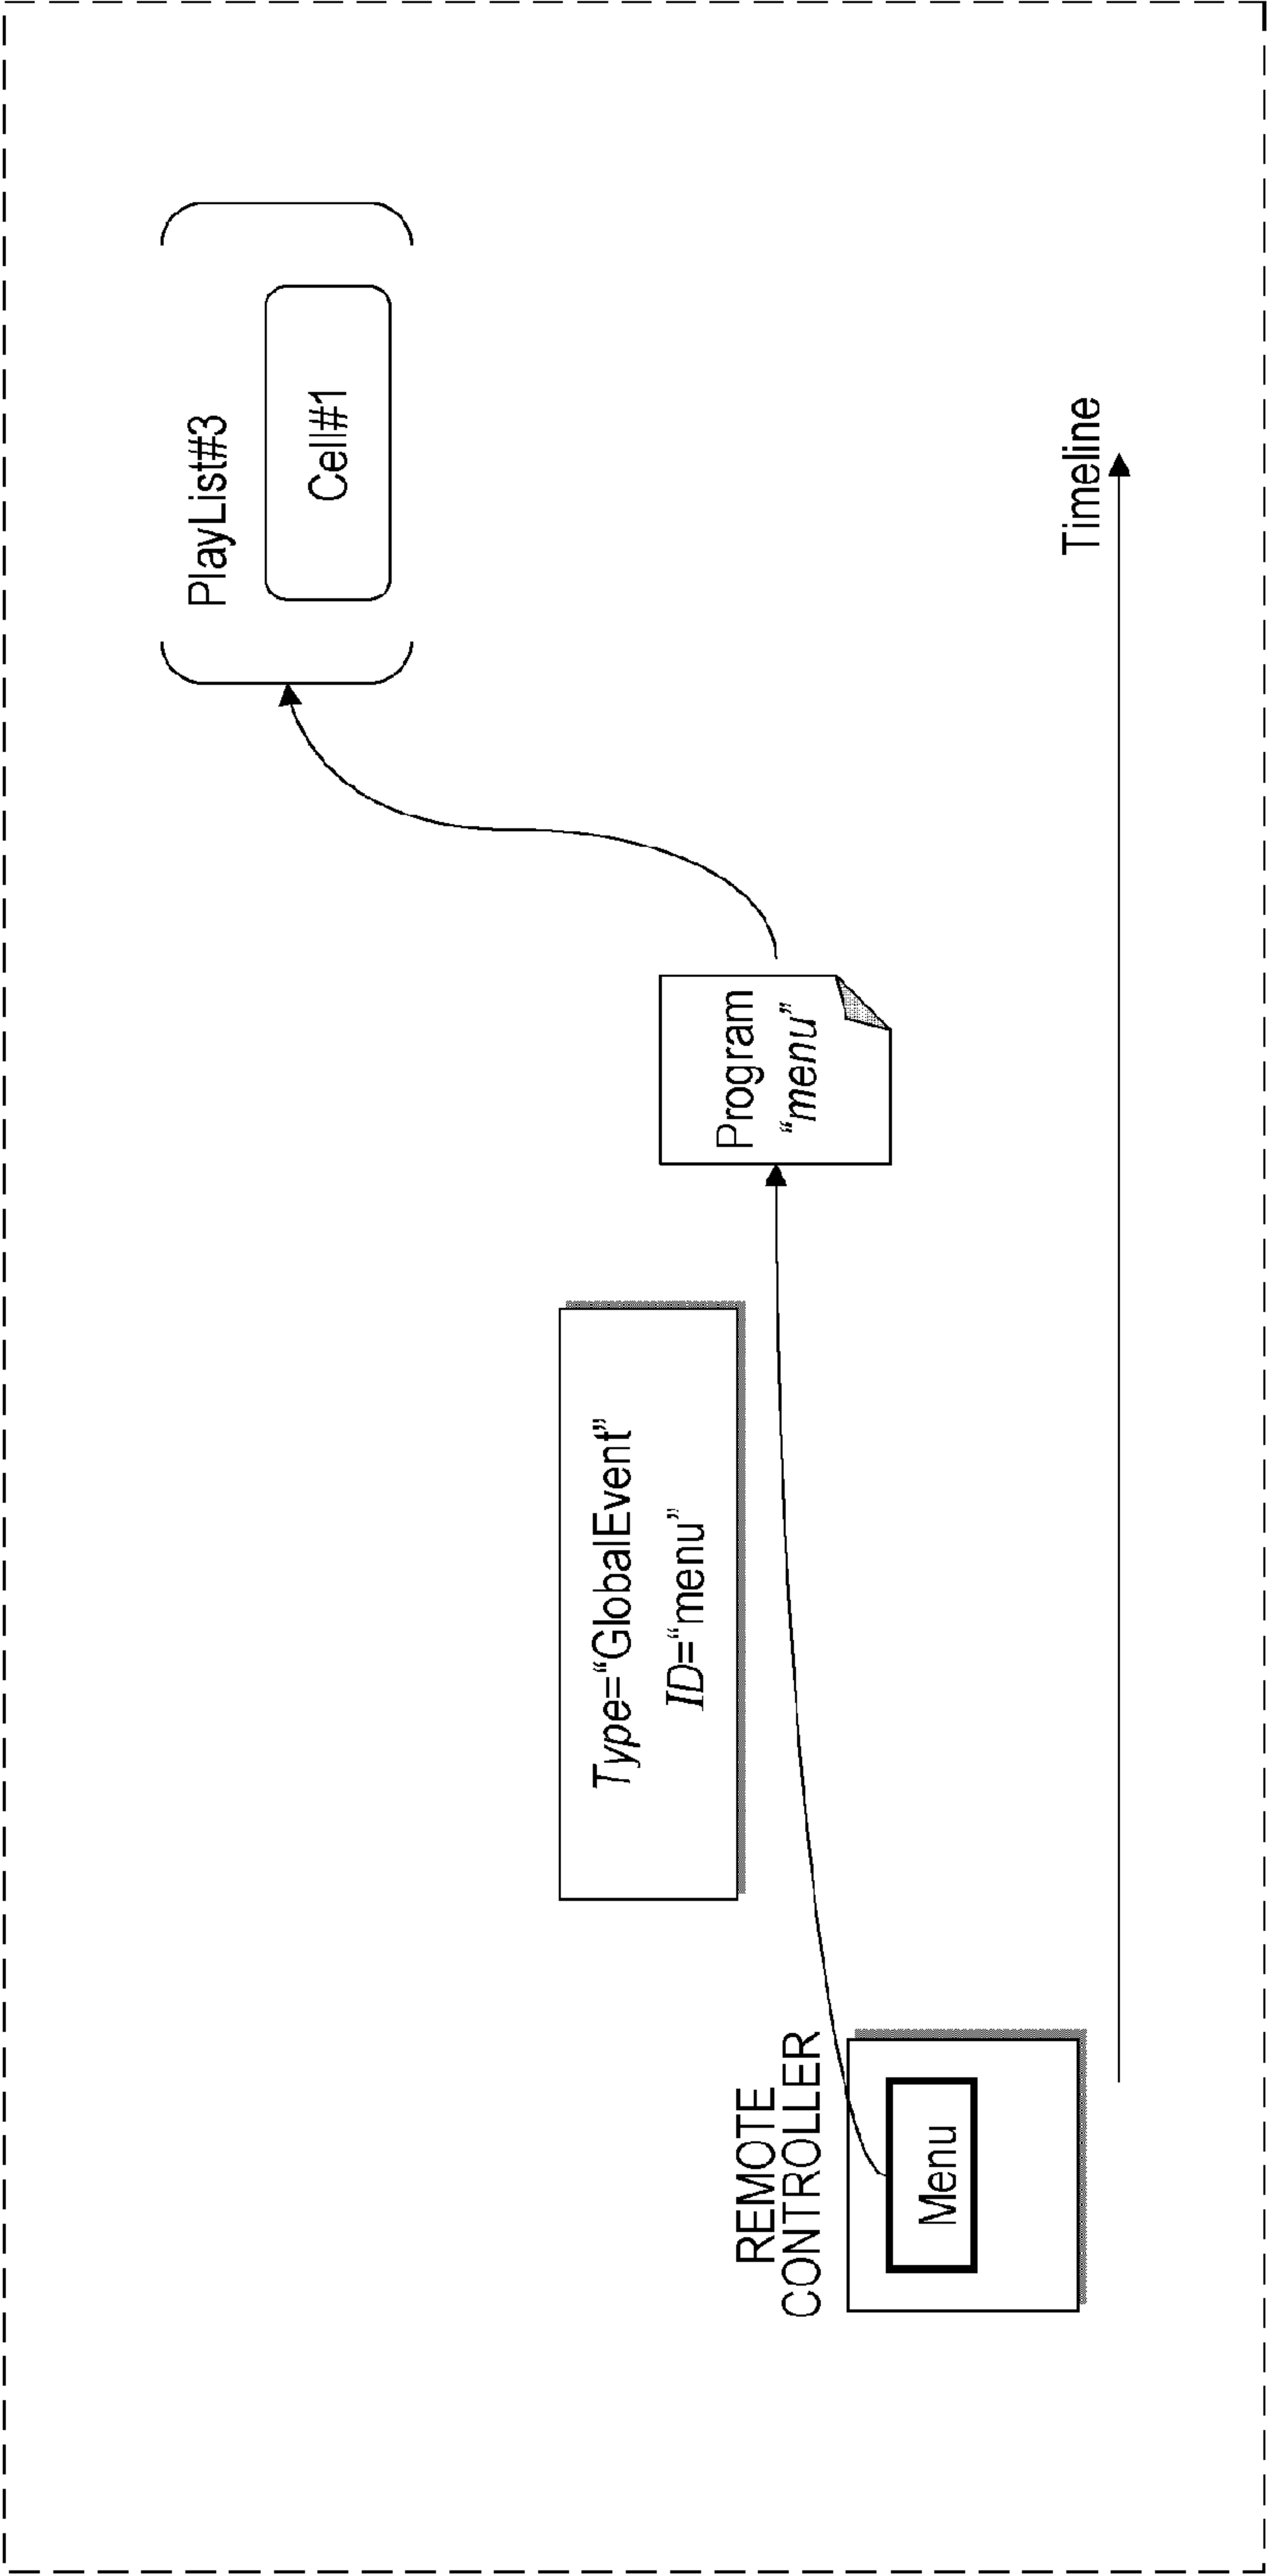 PlayList#3
Cell#1
Type=“GlobalEvent”
ID=“menu”
Program
“menu”
REMOTE
CONTROLLER
Menu
Timeline